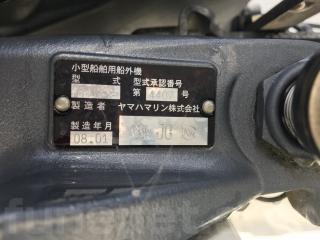 小型船舶用船外機
型 式 型式承認番号
第 4402 号
製造者 ヤマハマリン株式会社
製造年月
08.01